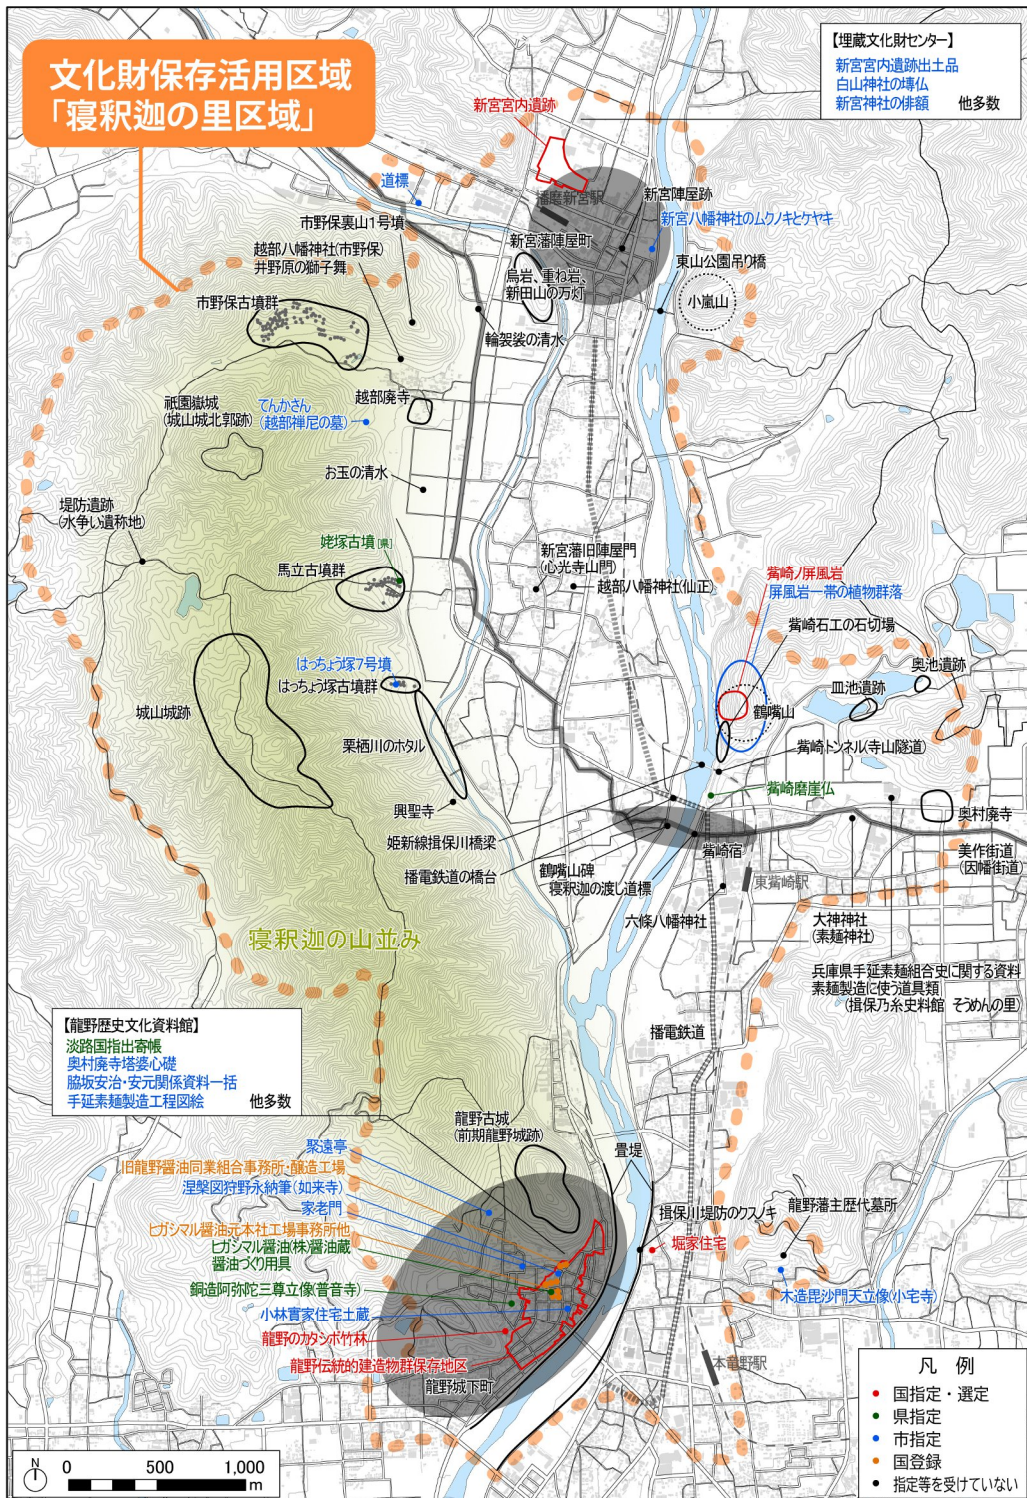 文化財保存活用区域
「寝釈迦の里区域」
【埋蔵文化財センター】
新宮宮内遺跡出土品
白山神社の塼仏
新宮神社の俳額 他多数
新宮宮内遺跡
道標
播磨新宮駅
新宮陣屋跡
新宮八幡神社のムクノキとケヤキ
市野保裏山1号墳
新宮藩陣屋町
越部八幡神社(市野保)
井野原の獅子舞
東山公園吊り橋
烏岩、重ね岩、
新田山の万灯
小嵐山
市野保古墳群
輪袈裟の清水
越部廃寺
祇園嶽城
(城山城北郭跡)
てんかさん
(越部禅尼の墓)
お玉の清水
堤防遺跡
(水争い遺称地)
姥塚古墳[県]
馬立古墳群
新宮藩旧陣屋門
(心光寺山門)
越部八幡神社(仙正)
觜崎ノ屏風岩
屏風岩一帯の植物群落
觜崎石工の石切場
奥池遺跡
皿池遺跡
はっちょう塚7号墳
はっちょう塚古墳群
城山城跡
鶴嘴山
栗栖川のホタル
觜崎トンネル(寺山隧道)
觜崎磨崖仏
興聖寺
奥村廃寺
姫新線揖保川橋梁
觜崎宿
美作街道
(因幡街道)
播電鉄道の橋台
鶴嘴山碑
寝釈迦の渡し道標
東觜崎駅
六條八幡神社
大神神社
(素麺神社)
寝釈迦の山並み
兵庫県手延素麺組合史に関する資料
素麺製造に使う道具類
(揖保乃糸史料館 そうめんの里)
【龍野歴史文化資料館】
淡路国指出寄帳
奥村廃寺塔婆心礎
脇坂安治・安元関係資料一括
手延素麺製造工程図絵 他多数
播電鉄道
龍野古城
(前期龍野城跡)
畳堤
聚遠亭
旧龍野醤油同業組合事務所・醸造工場
涅槃図狩野永納筆(如来寺)
家老門
ヒガシマル醤油元本社工場事務所他
ヒガシマル醤油(株)醤油蔵
醤油づくり用具
揖保川堤防のクスノキ
龍野藩主歴代墓所
堀家住宅
銅造阿弥陀三尊立像(普音寺)
木造毘沙門天立像(小宅寺)
小林實家住宅土蔵
龍野のカタシボ竹林
龍野伝統的建造物群保存地区
本竜野駅
龍野城下町
凡 例
国指定・選定
県指定
市指定
国登録
指定等を受けていない
N
0 500 1,000
m